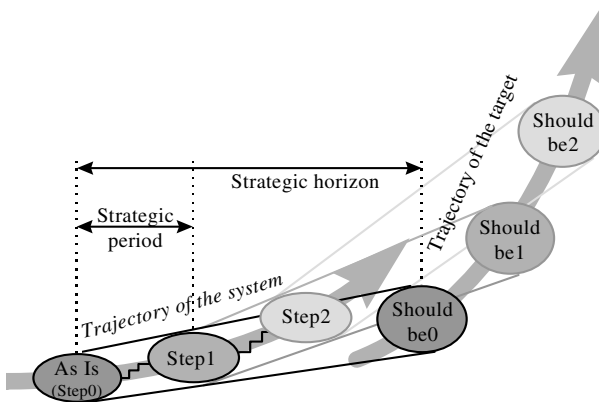 Should
be2
Trajectory of the target
Strategic horizon
Strategic
period
Should
be1
Trajectory of the system
Step2
Should
be0
Step1
As Is
(Step0)